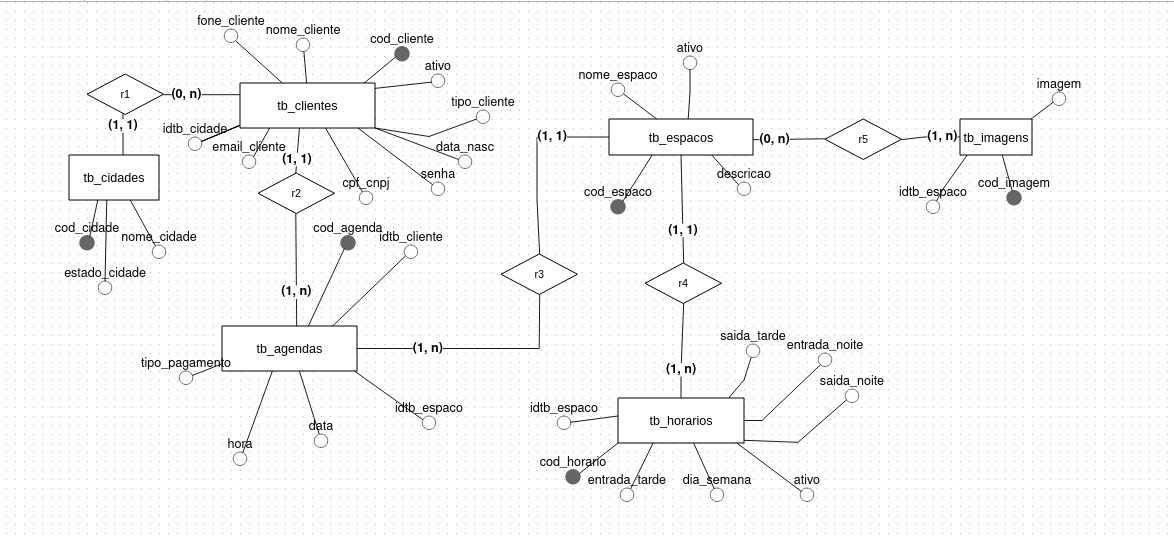 fone_cliente
nome_cliente
cod_cliente
ativo
tipo_cliente
data_nasc
senha
cpf_cnpj
email_cliente
idtb_cidade
tb_clientes
r1
(0, n)
(1, 1)
tb_cidades
cod_cidade
nome_cidade
estado_cidade
(1, 1)
r2
(1, n)
cod_agenda
idtb_cliente
tb_agendas
tipo_pagamento
hora
data
idtb_espaco
(1, n)
r3
(1, 1)
ativo
nome_espaco
tb_espacos
cod_espaco
descricao
(0, n)
r5
(1, n)
imagem
tb_imagens
idtb_espaco
cod_imagem
(1, 1)
r4
(1, n)
saida_tarde
entrada_noite
saida_noite
idtb_espaco
tb_horarios
cod_horario
entrada_tarde
dia_semana
ativo